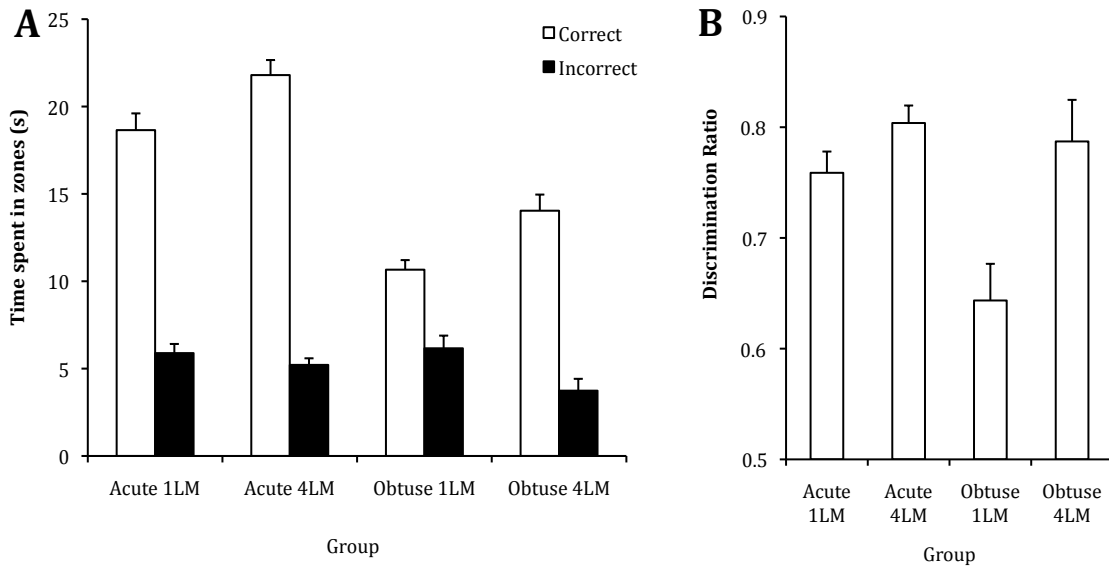 A
25
20
15
10
5
0
Time spent in zones (s)
Correct
Incorrect
Acute 1LM
Acute 4LM
Obtuse 1LM
Obtuse 4LM
Group
B
0.9
0.8
0.7
0.6
0.5
Discrimination Ratio
Acute
1LM
Acute
4LM
Obtuse
1LM
Obtuse
4LM
Group